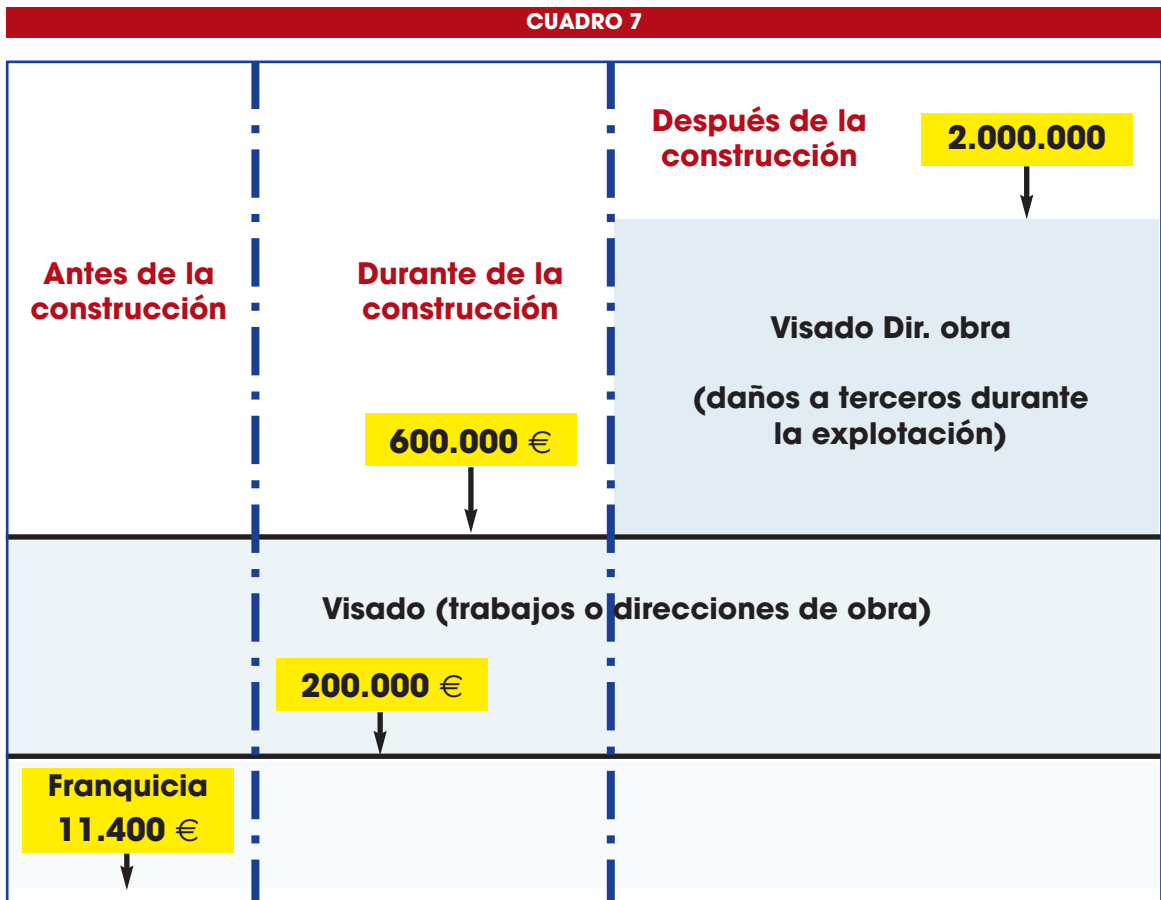 CUADRO 7
Después de la
construcción
2.000.000
Antes de la
construcción
Durante de la
construcción
Visado Dir. obra
(daños a terceros durante
la explotación)
600.000 €
Visado (trabajos o direcciones de obra)
200.000 €
Franquicia
11.400 €